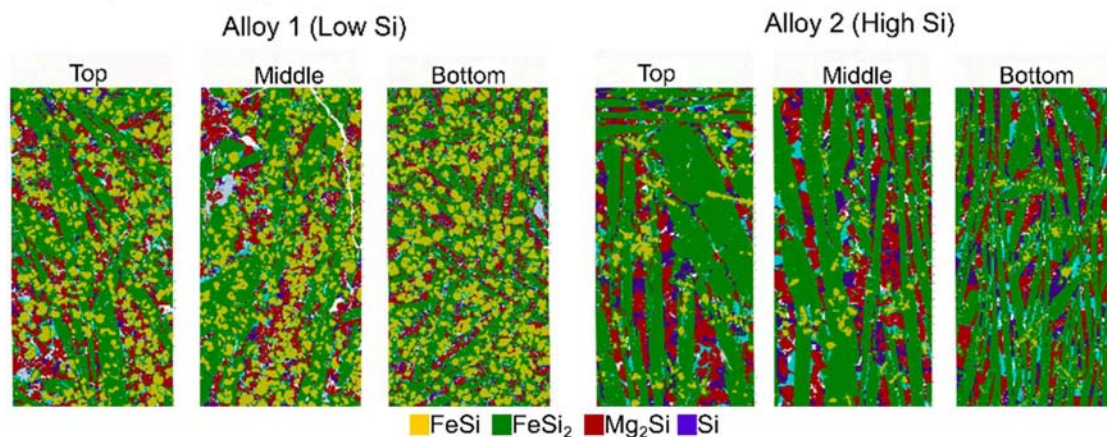 Alloy 1 (Low Si) Alloy 2 (High Si)
Top Middle Bottom Top Middle Bottom
FeSi FeSi₂ Mg₂Si Si